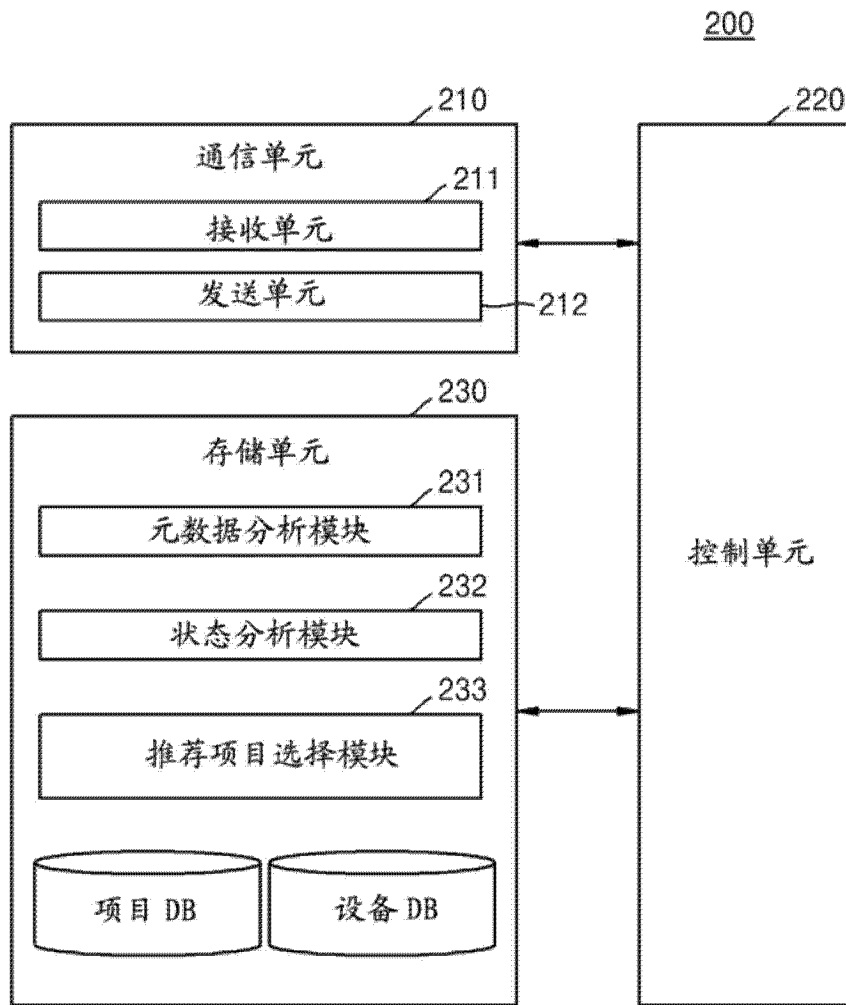 200
210
通信单元
211
接收单元
发送单元
212
220
控制单元
230
存储单元
231
元数据分析模块
232
状态分析模块
233
推荐项目选择模块
项目 DB
设备 DB